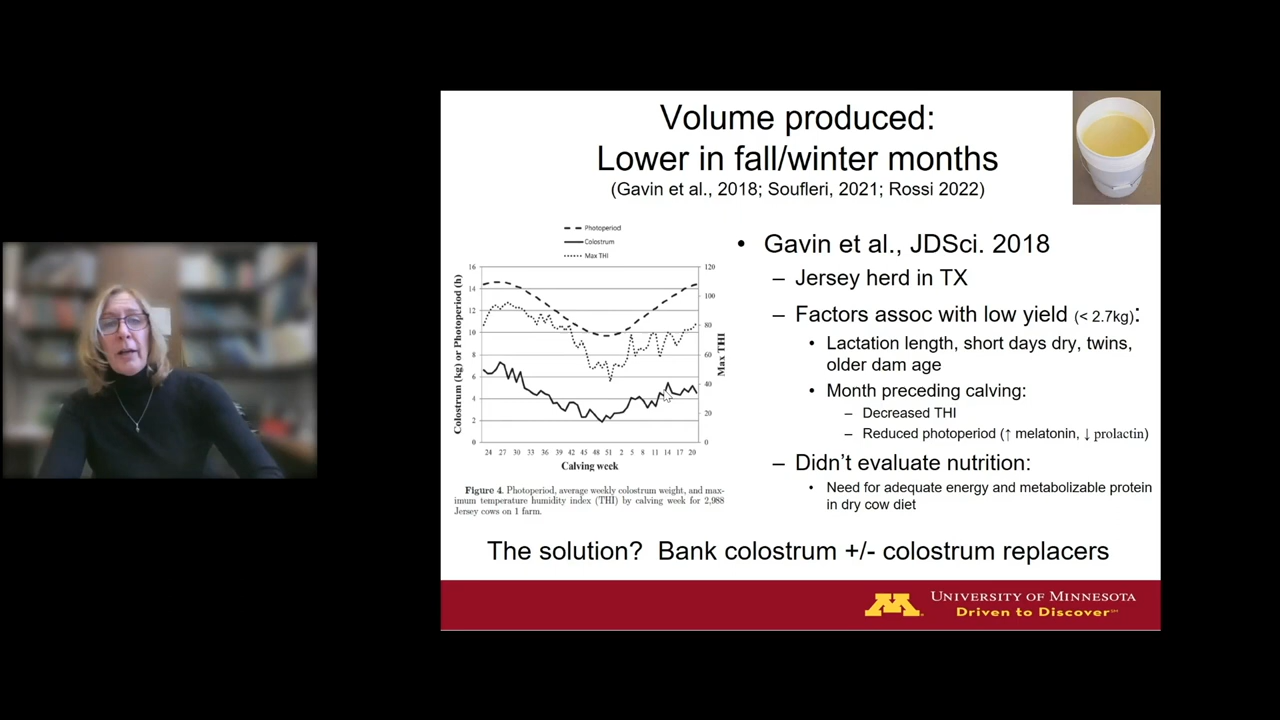 Volume produced:
Lower in fall/winter months
(Gavin et al., 2018; Soufleri, 2021; Rossi 2022)
Photoperiod
Colostrum
Max THI
Colostrum (kg) or Photoperiod (h)
16
14
12
10
8
6
4
2
0
120
100
80
60
40
20
0
Max THI
24 27 30 33 36 39 42 45 48 51 2 5 8 11 14 17 20
Calving week
Figure 4. Photoperiod, average weekly colostrum weight, and max-
imum temperature humidity index (THI) by calving week for 2,988
Jersey cows on 1 farm.
• Gavin et al., JDSci. 2018
– Jersey herd in TX
– Factors assoc with low yield (< 2.7kg):
• Lactation length, short days dry, twins,
older dam age
• Month preceding calving:
– Decreased THI
– Reduced photoperiod (↑ melatonin, ↓ prolactin)
– Didn't evaluate nutrition:
• Need for adequate energy and metabolizable protein
in dry cow diet
The solution? Bank colostrum +/- colostrum replacers
M
UNIVERSITY OF MINNESOTA
Driven to Discover℠